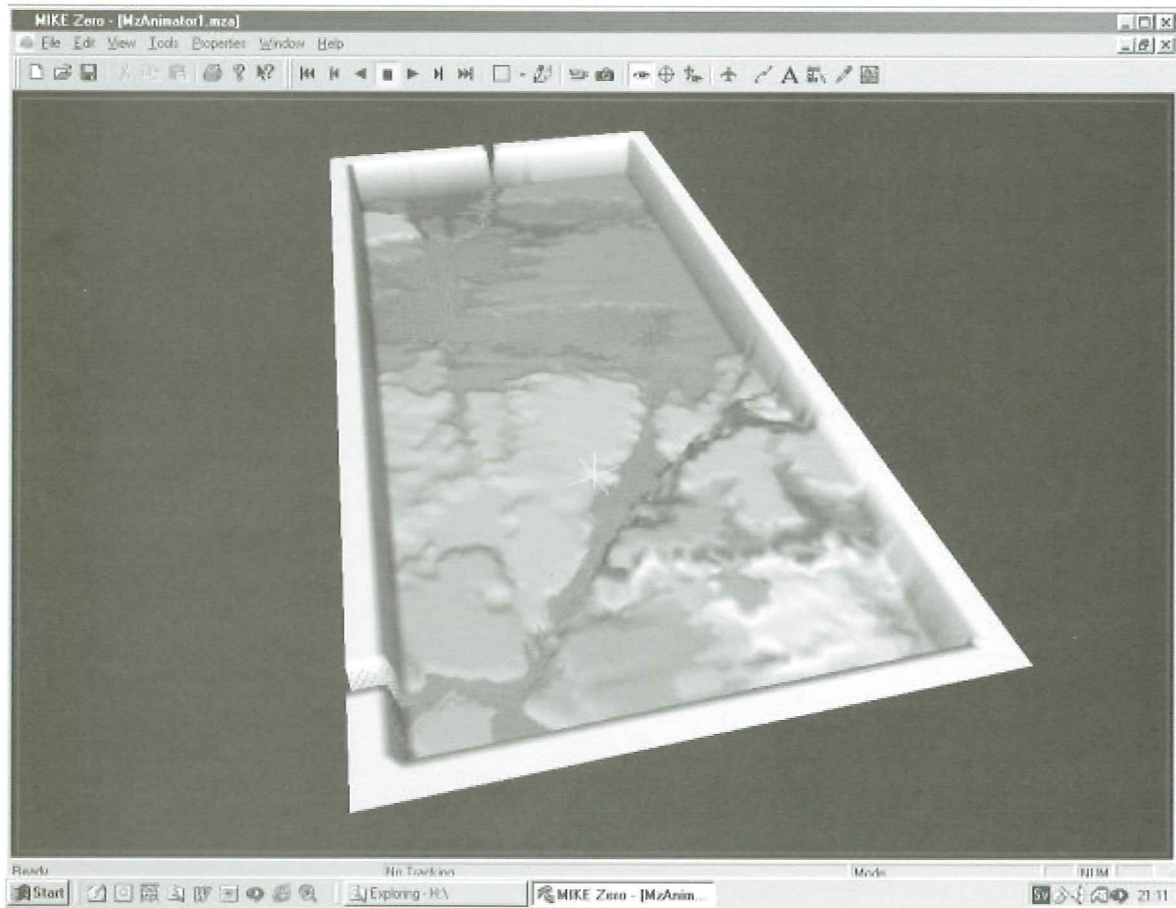 MIKE Zero - [MzAnimator1.mza]
File Edit View Tools Properties Window Help
A
Ready No Tracking Mode NUM
Start Exploring - H:\ MIKE Zero - [MzAnim... Sv 21:11